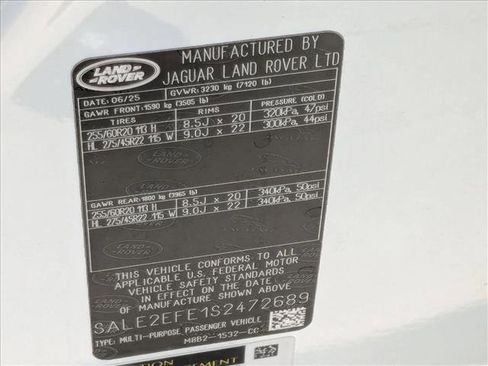 LAND ROVER
MANUFACTURED BY
JAGUAR LAND ROVER LTD
DATE: 06/25 GVWR: 3230 kg (7120 lb)
GAWR FRONT: 1590 kg (3505 lb)
TIRES RIMS PRESSURE (COLD)
255/60R20 113 H 8.5J x 20 320kPa, 47psi
HL 275/45R22 115 W 9.0J x 22 300kPa, 44psi
GAWR REAR: 1800 kg (3965 lb)
255/60R20 113 H 8.5J x 20 340kPa, 50psi
HL 275/45R22 115 W 9.0J x 22 340kPa, 50psi
THIS VEHICLE CONFORMS TO ALL
APPLICABLE U.S. FEDERAL MOTOR
VEHICLE SAFETY STANDARDS
IN EFFECT ON THE DATE
OF MANUFACTURE SHOWN ABOVE
SALE2EFE1S2472689
TYPE: MULTI-PURPOSE PASSENGER VEHICLE
M8B2-1532-CC